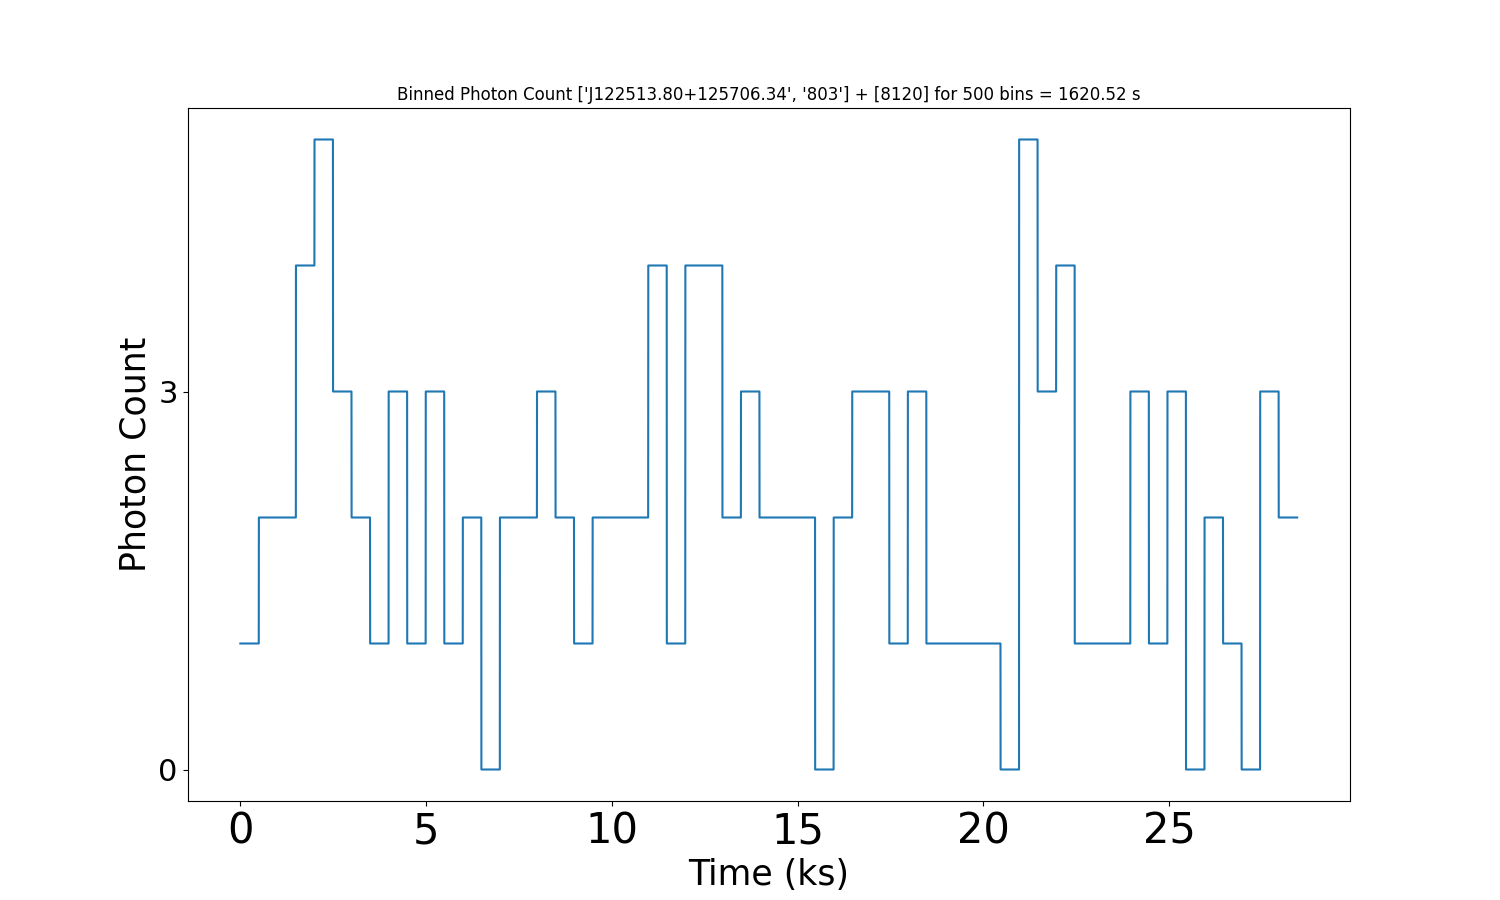 Binned Photon Count ['J122513.80+125706.34', '803'] + [8120] for 500 bins = 1620.52 s
Photon Count
3
0
0 5 10 15 20 25
Time (ks)